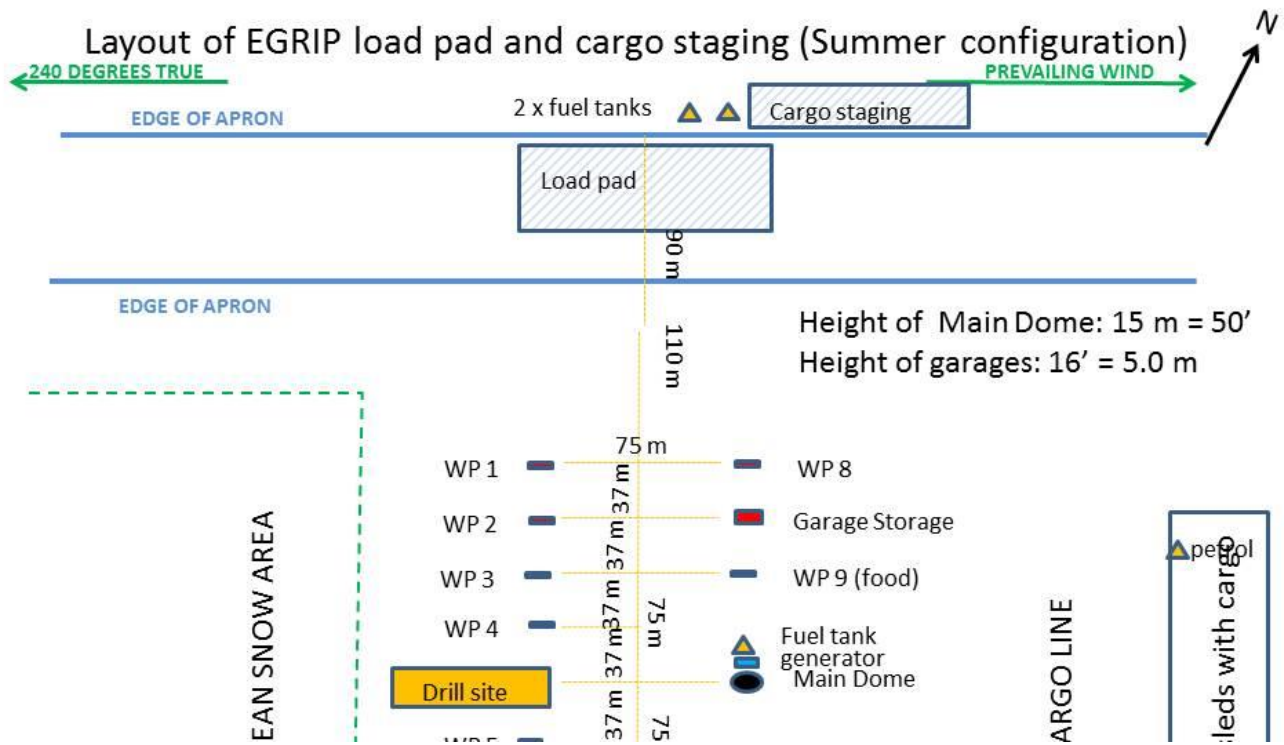 Layout of EGRIP load pad and cargo staging (Summer configuration)
N
240 DEGREES TRUE
PREVAILING WIND
EDGE OF APRON
2 x fuel tanks
Cargo staging
Load pad
90 m
EDGE OF APRON
110 m
Height of Main Dome: 15 m = 50’
Height of garages: 16’ = 5.0 m
75 m
WP 1
WP 8
37 m
WP 2
Garage Storage
37 m
petrol
WP 3
WP 9 (food)
37 m
75 m
WP 4
37 m
Fuel tank
generator
Main Dome
Drill site
37 m
75
EAN SNOW AREA
ARGO LINE
sleds with cargo
WP 5